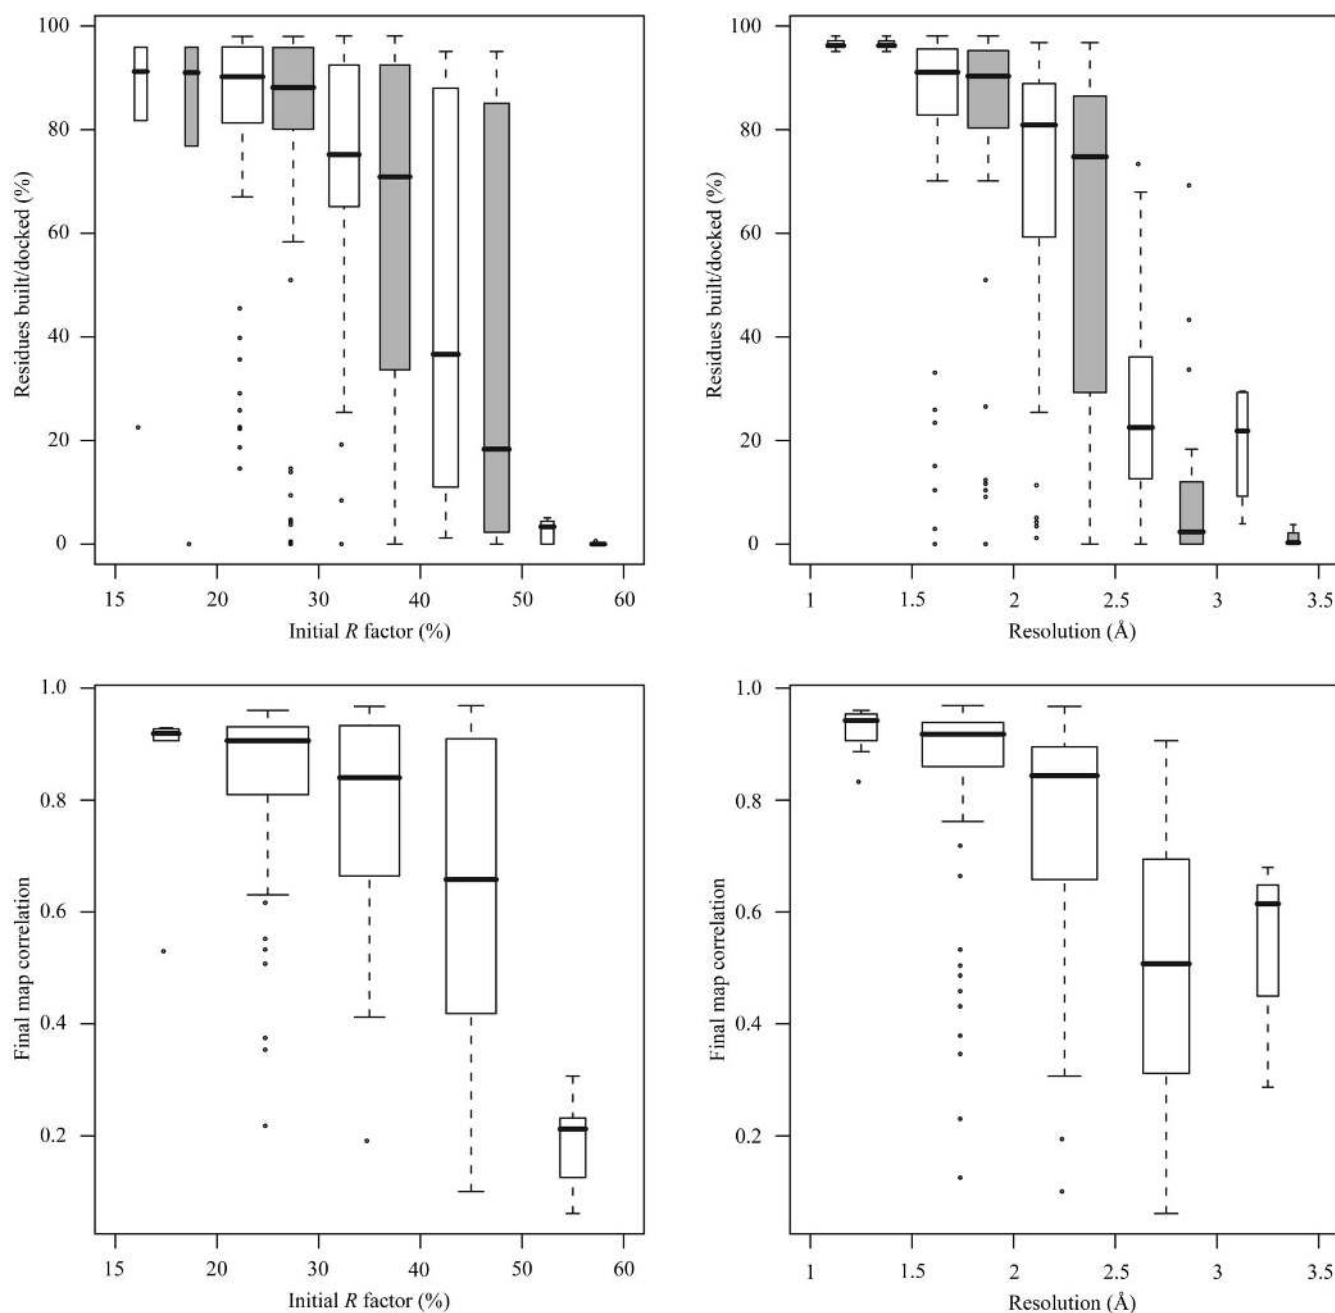 100
80
60
40
20
0
Residues built/docked (%)
15 20 30 40 50 60
Initial R factor (%)
100
80
60
40
20
0
Residues built/docked (%)
1 1.5 2 2.5 3 3.5
Resolution (Å)
1.0
0.8
0.6
0.4
0.2
Final map correlation
15 20 30 40 50 60
Initial R factor (%)
1.0
0.8
0.6
0.4
0.2
Final map correlation
1 1.5 2 2.5 3 3.5
Resolution (Å)